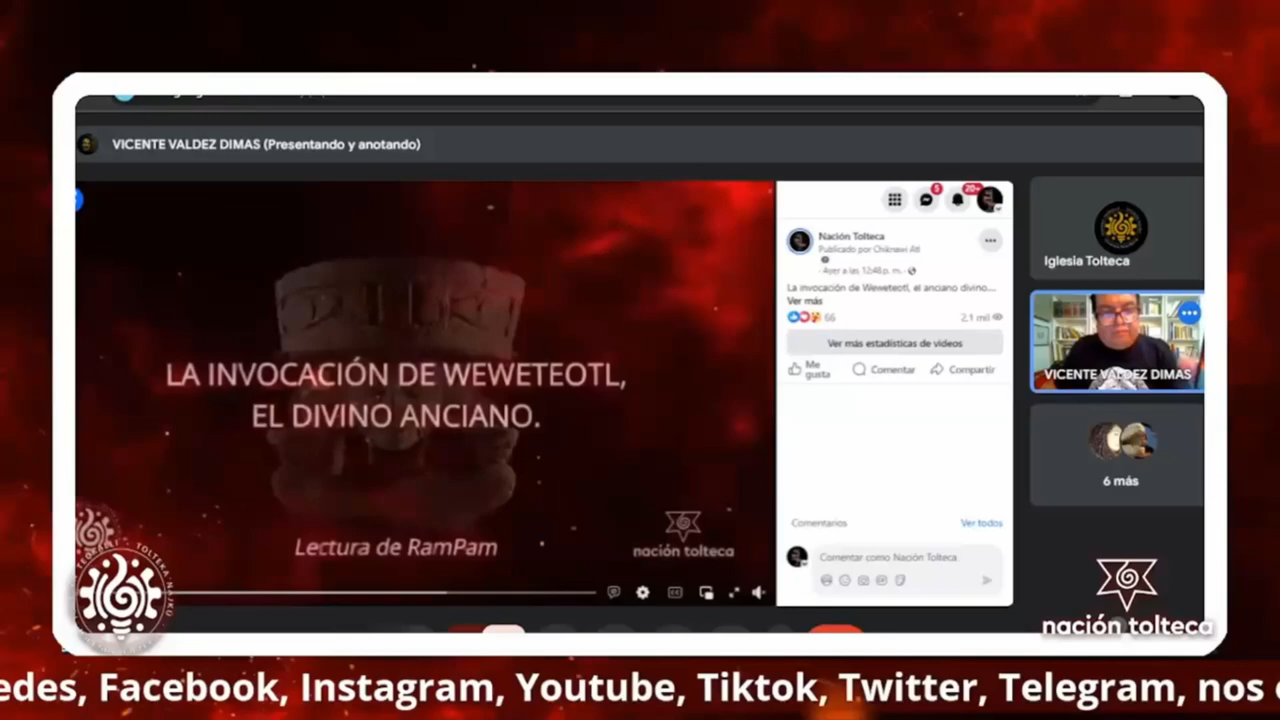 VICENTE VALDEZ DIMAS (Presentando y anotando)
LA INVOCACIÓN DE WEWETEOTL,
EL DIVINO ANCIANO.
Lectura de RamPam
nación tolteca
5
20+
Nación Tolteca
Publicado por Chiknawi Atl
· Ayer a las 12:48 p. m. ·
La invocación de Weweteotl, el anciano divino...
Ver más
66
2,1 mil
Ver más estadísticas de videos
Me gusta
Comentar
Compartir
Comentarios
Ver todos
Comentar como Nación Tolteca
Iglesia Tolteca
VICENTE VALDEZ DIMAS
6 más
nación tolteca
edes, Facebook, Instagram, Youtube, Tiktok, Twitter, Telegram, nos